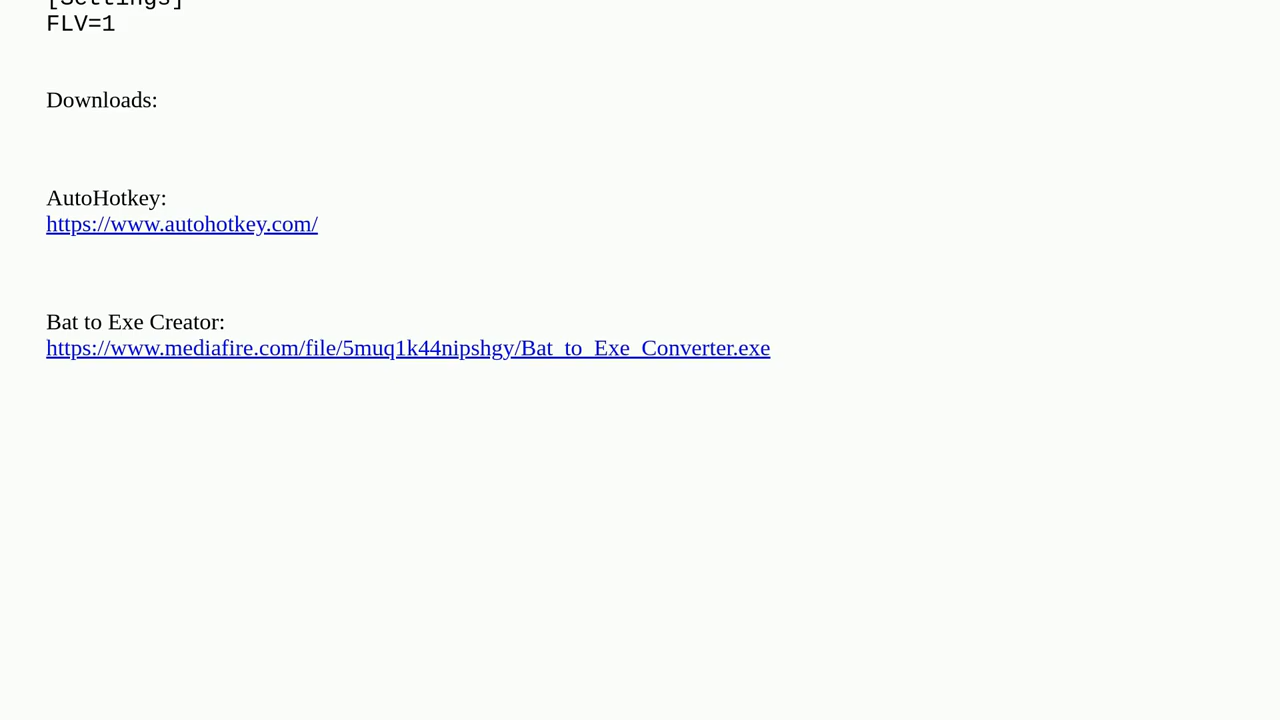 [Settings]
FLV=1
Downloads:
AutoHotkey:
https://www.autohotkey.com/
Bat to Exe Creator:
https://www.mediafire.com/file/5muq1k44nipshgy/Bat_to_Exe_Converter.exe